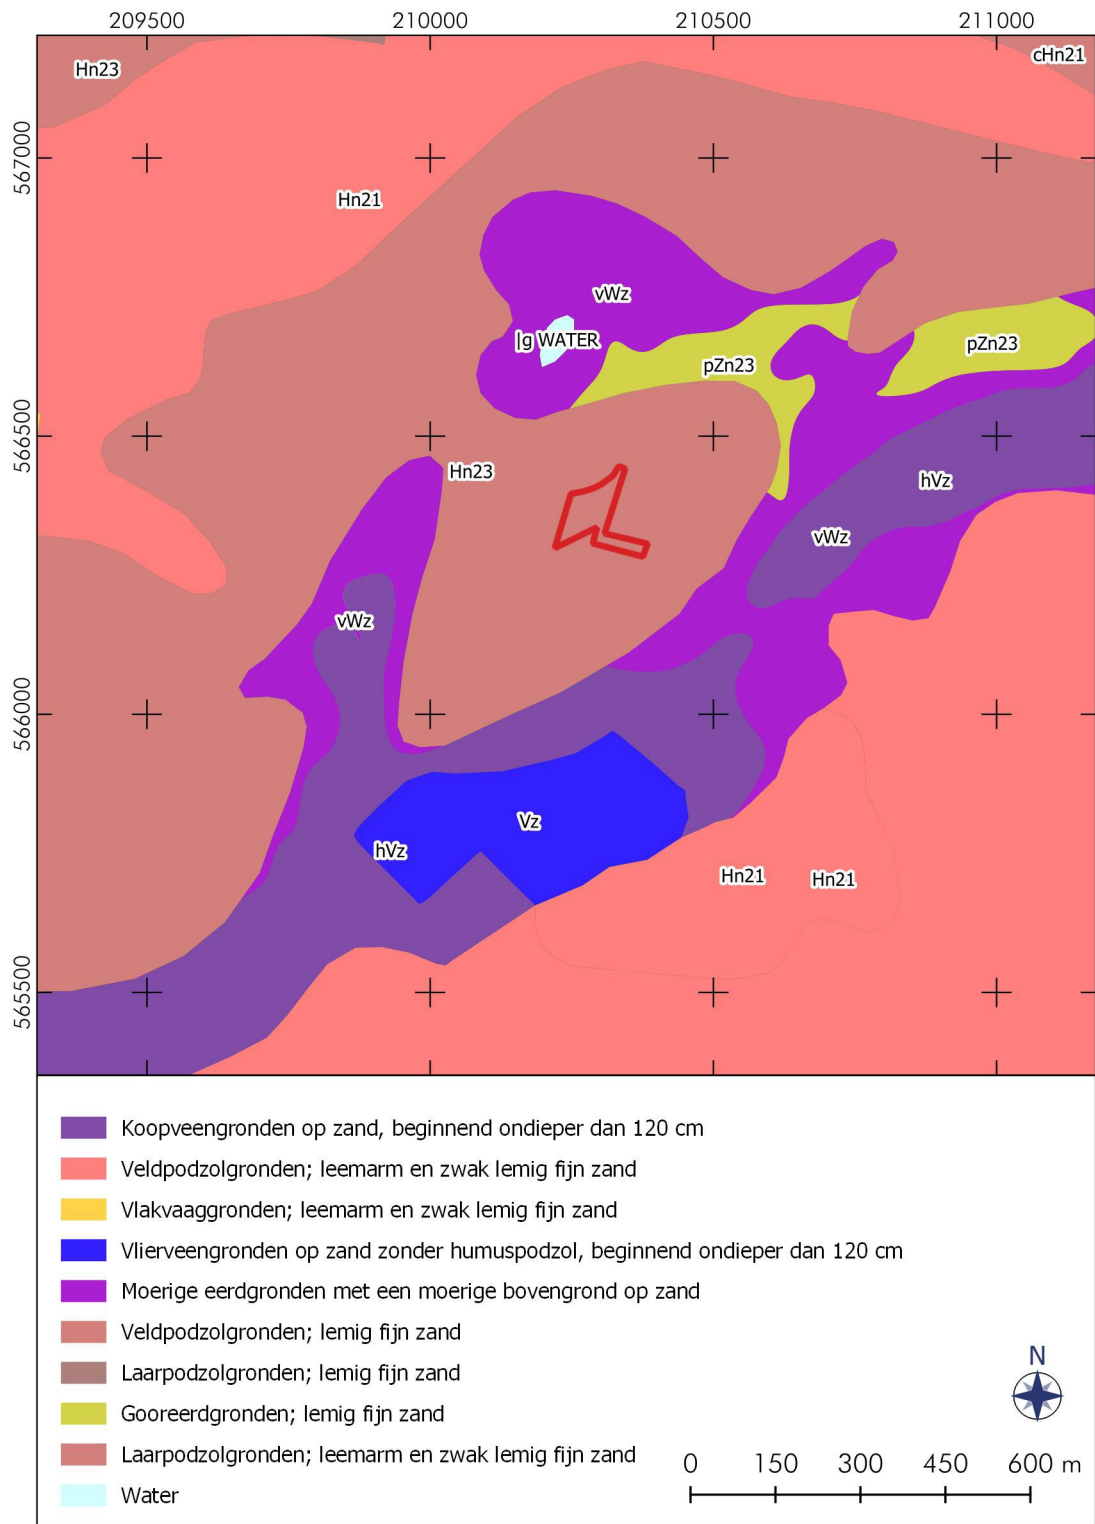 209500 210000 210500 211000
cHn21
Hn23
567000
Hn21
vWz
|g WATER
pZn23
pZn23
566500
Hn23
hVz
vWz
vWz
566000
Vz
hVz
Hn21 Hn21
565500
Koopveengronden op zand, beginnend ondieper dan 120 cm
Veldpodzolgronden; leemarm en zwak lemig fijn zand
Vlakvaaggronden; leemarm en zwak lemig fijn zand
Vlierveengronden op zand zonder humuspodzol, beginnend ondieper dan 120 cm
Moerige eerdgronden met een moerige bovengrond op zand
Veldpodzolgronden; lemig fijn zand
Laarpodzolgronden; lemig fijn zand
Gooreerdgronden; lemig fijn zand
Laarpodzolgronden; leemarm en zwak lemig fijn zand
Water
N
0 150 300 450 600 m